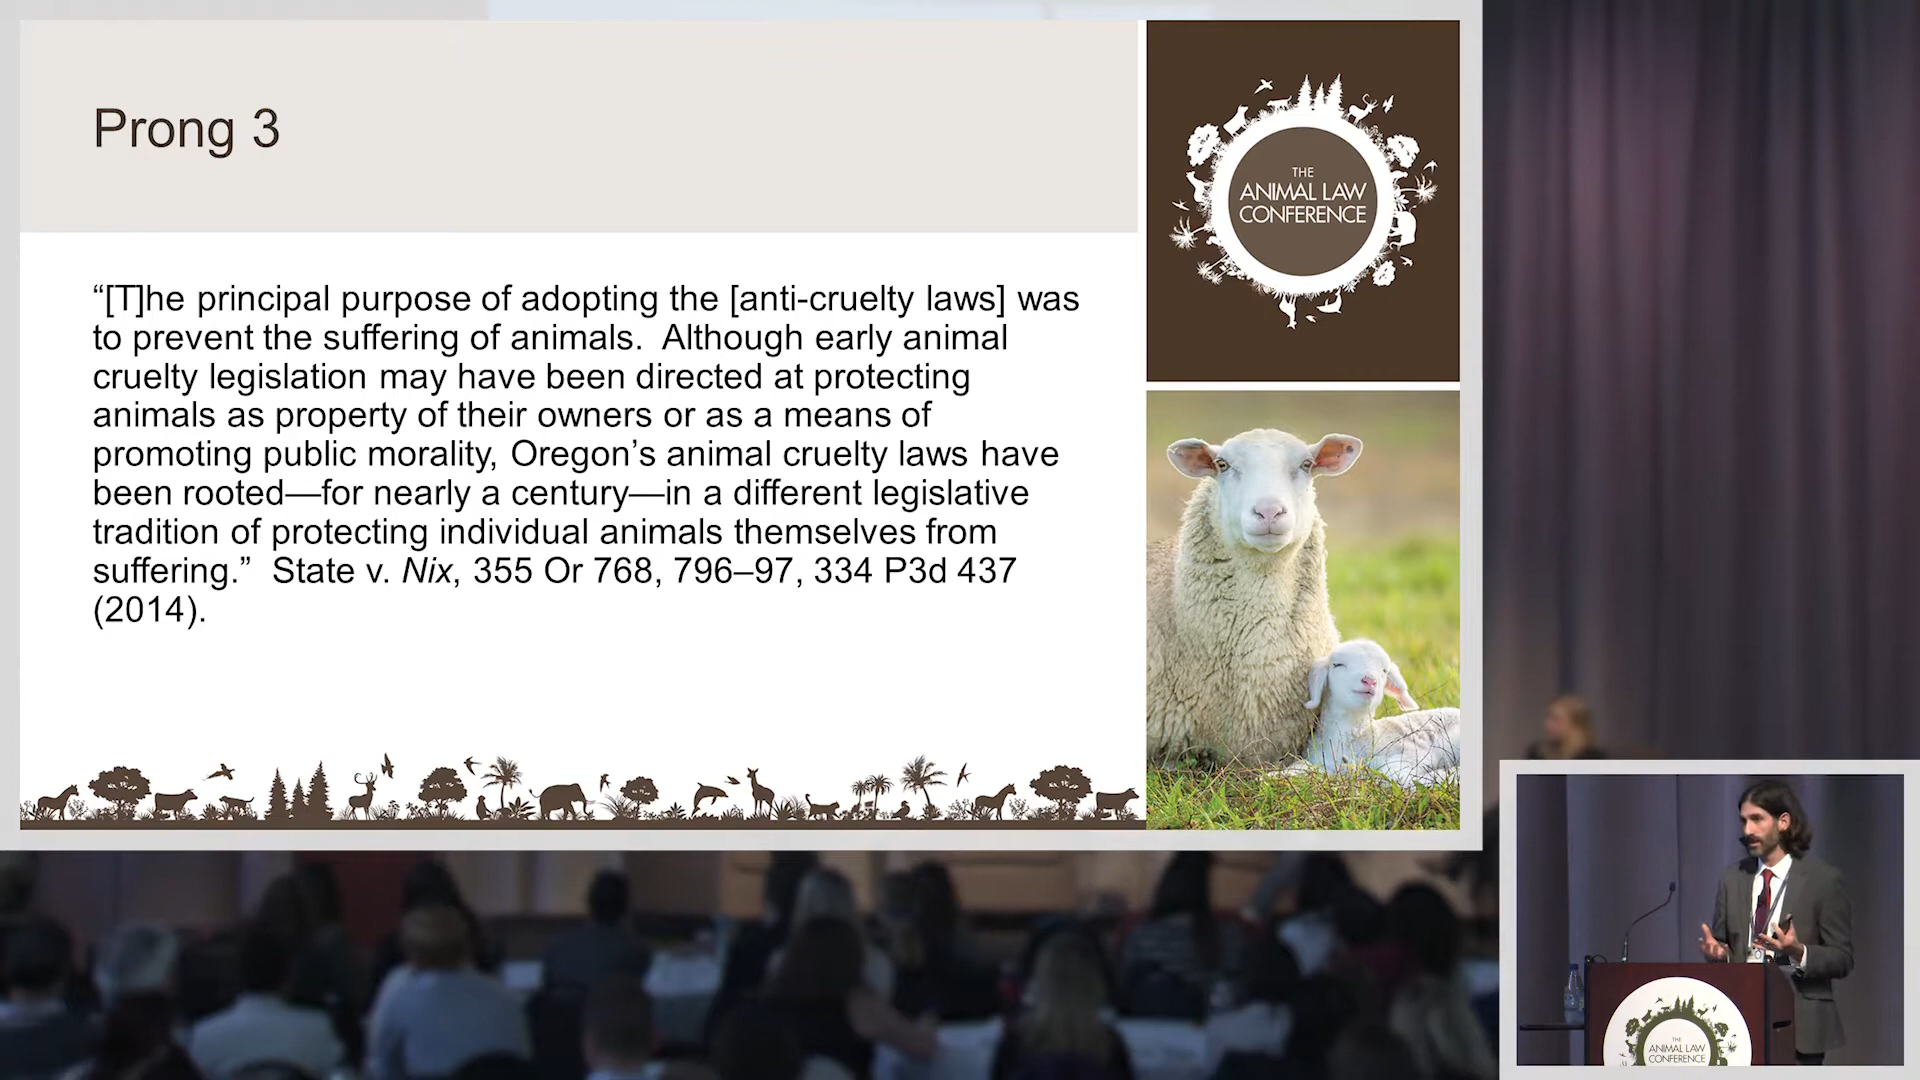 Prong 3
“[T]he principal purpose of adopting the [anti-cruelty laws] was
to prevent the suffering of animals.  Although early animal
cruelty legislation may have been directed at protecting
animals as property of their owners or as a means of
promoting public morality, Oregon’s animal cruelty laws have
been rooted—for nearly a century—in a different legislative
tradition of protecting individual animals themselves from
suffering.”  State v. Nix, 355 Or 768, 796–97, 334 P3d 437
(2014).
THE
ANIMAL LAW
CONFERENCE
THE
ANIMAL LAW
CONFERENCE